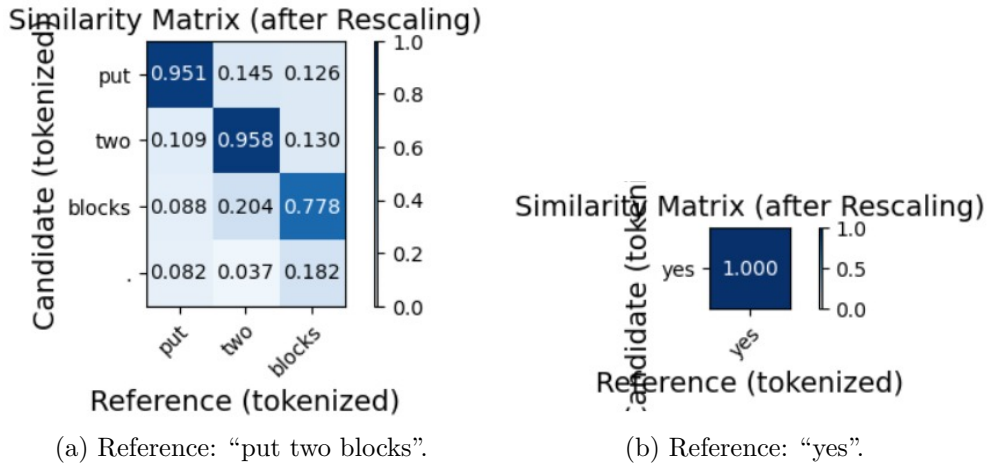 Similarity Matrix (after Rescaling)
Candidate (tokenized)
put
two
blocks
.
0.951 0.145 0.126
0.109 0.958 0.130
0.088 0.204 0.778
0.082 0.037 0.182
1.0
0.8
0.6
0.4
0.2
0.0
put two blocks
Reference (tokenized)
(a) Reference: “put two blocks”.
Similarity Matrix (after Rescaling)
Candidate (token
yes
1.000
1.0
0.5
0.0
yes
Reference (tokenized)
(b) Reference: “yes”.